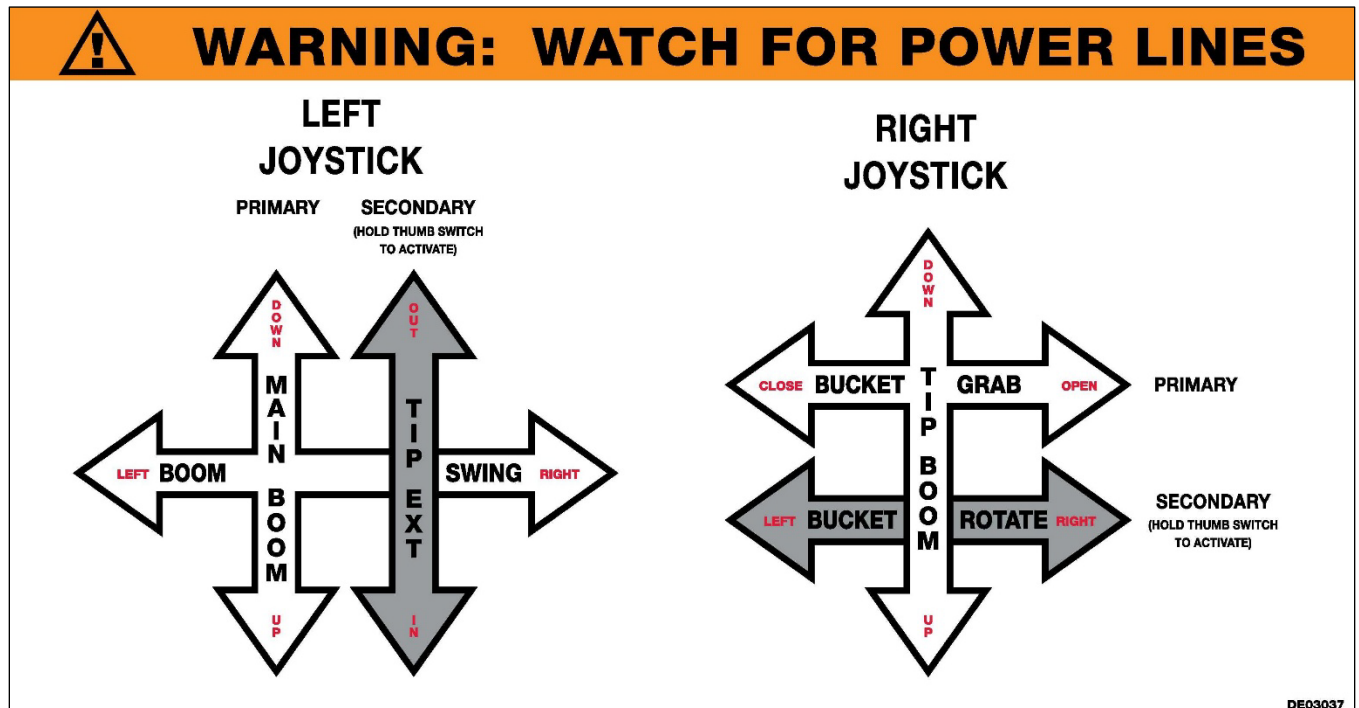 WARNING: WATCH FOR POWER LINES
LEFT
JOYSTICK
PRIMARY
SECONDARY
(HOLD THUMB SWITCH
TO ACTIVATE)
DOWN
MAIN BOOM
UP
OUT
TIP EXT
IN
LEFT BOOM SWING RIGHT
RIGHT
JOYSTICK
DOWN
TIP BOOM
UP
CLOSE BUCKET GRAB OPEN
PRIMARY
LEFT BUCKET ROTATE RIGHT
SECONDARY
(HOLD THUMB SWITCH
TO ACTIVATE)
DE03037